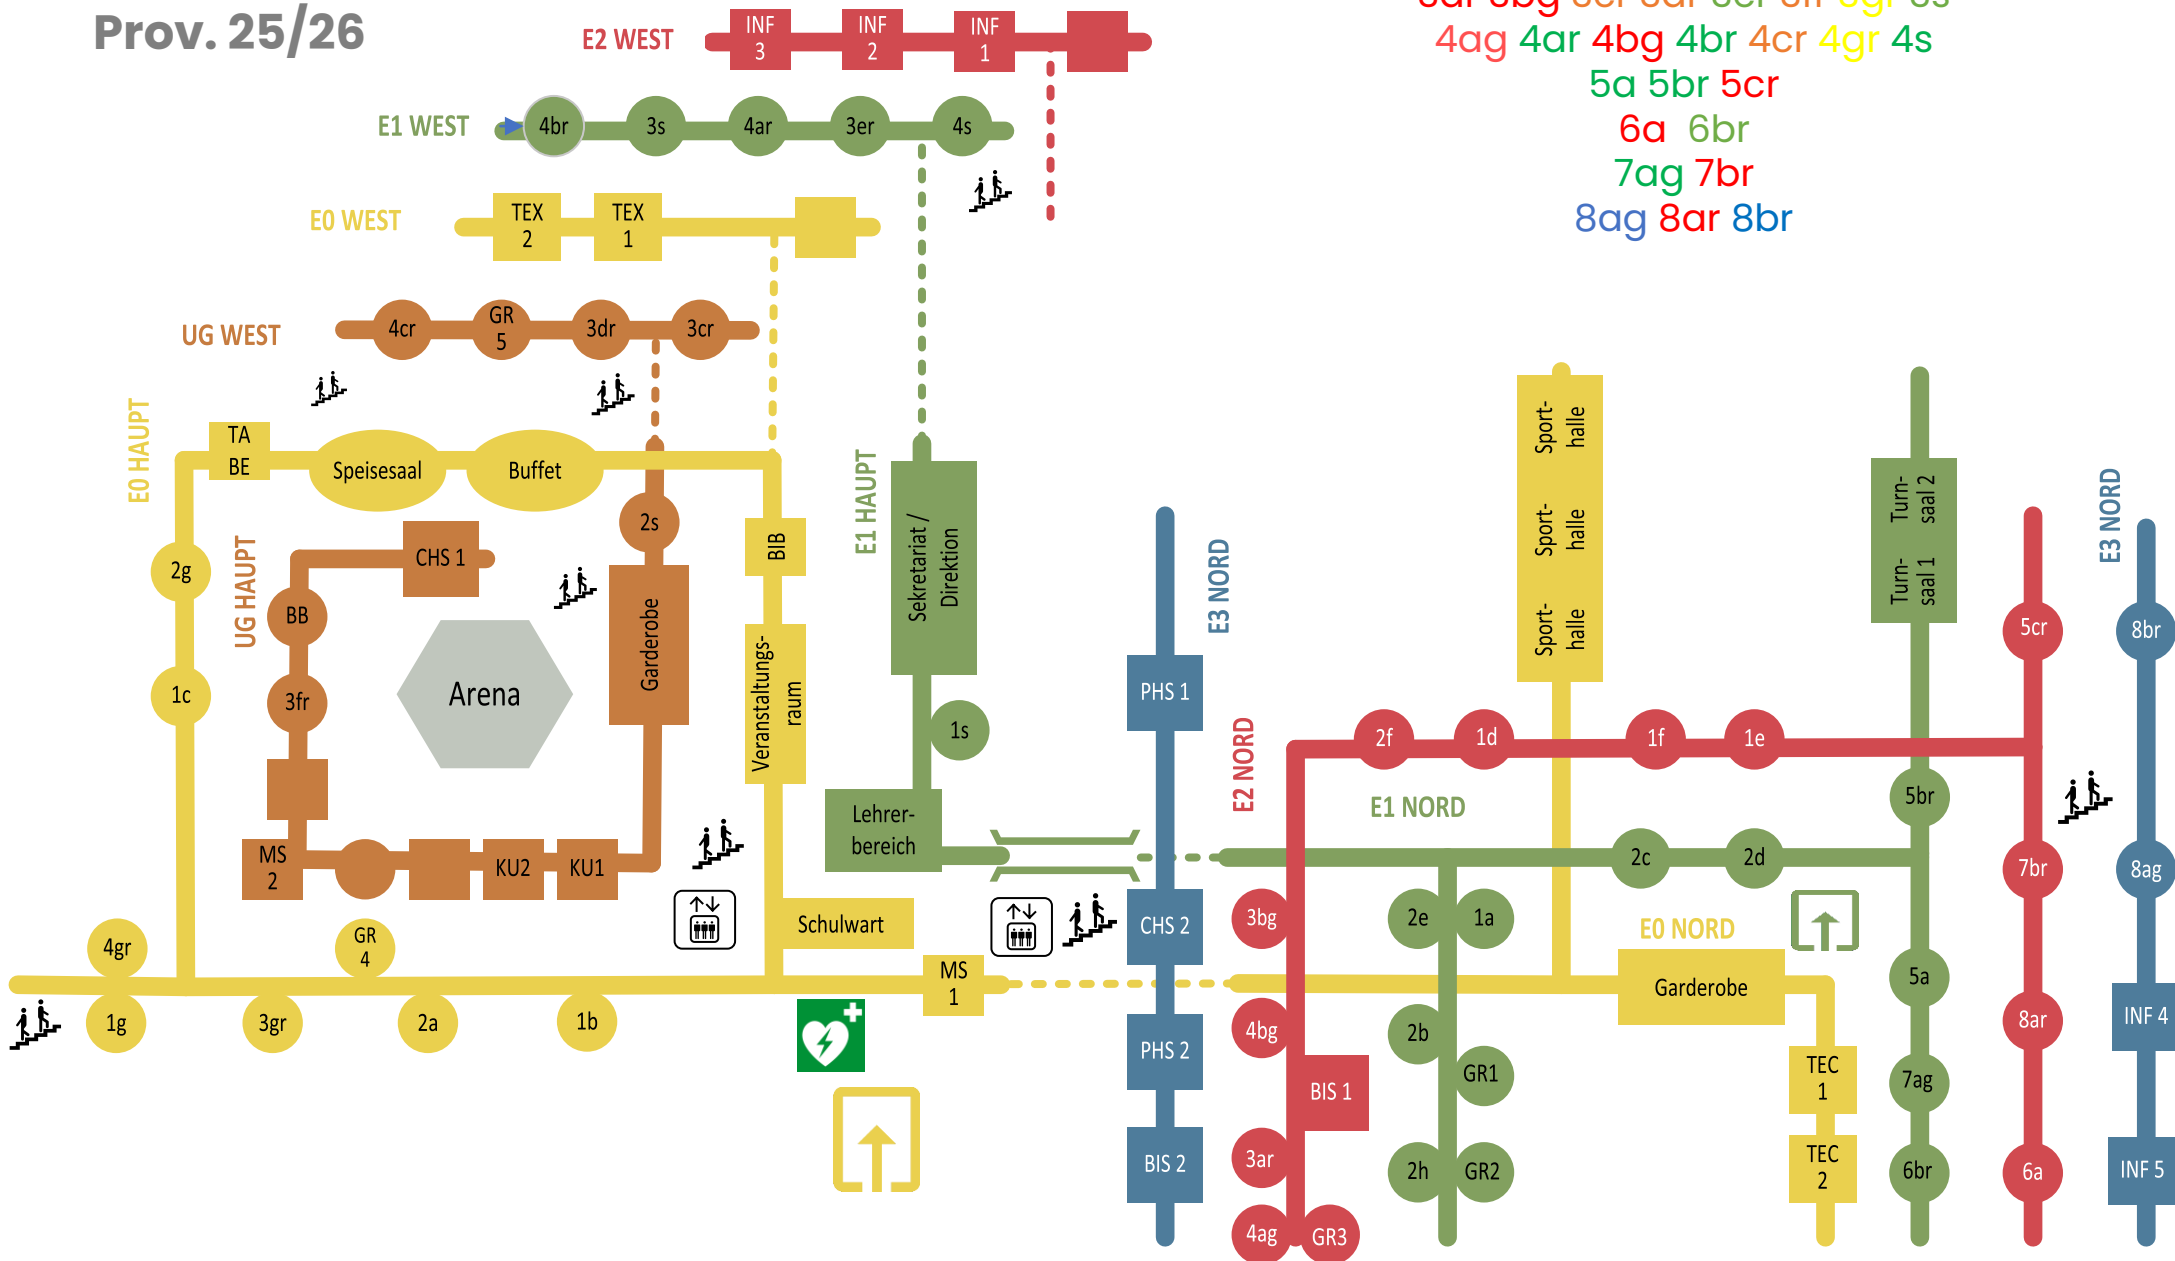 Prov. 25/26
4ag 4ar 4bg 4br 4cr 4gr 4s
5a 5br 5cr
6a 6br
7ag 7br
8ag 8ar 8br
E2 WEST
INF
3
INF
2
INF
1
E1 WEST
4br
3s
4ar
3er
4s
E0 WEST
TEX
2
TEX
1
UG WEST
4cr
GR
5
3dr
3cr
E0 HAUPT
TA
BE
Speisesaal
Buffet
2g
1c
UG HAUPT
CHS 1
BB
3fr
Arena
2s
Garderobe
MS
2
KU2
KU1
BIB
Veranstaltungs-
raum
Schulwart
4gr
GR
4
1g
3gr
2a
1b
MS
1
E1 HAUPT
Sekretariat /
Direktion
1s
Lehrer-
bereich
E3 NORD
PHS 1
CHS 2
PHS 2
BIS 2
E2 NORD
2f
1d
1f
1e
3bg
4bg
BIS 1
3ar
4ag
GR3
E1 NORD
2c
2d
2e
1a
2b
GR1
2h
GR2
Sport-
halle
Sport-
halle
Sport-
halle
E0 NORD
Garderobe
TEC
1
TEC
2
Turn-
saal 2
Turn-
saal 1
5br
5a
7ag
6br
5cr
7br
8ar
6a
E3 NORD
8br
8ag
INF 4
INF 5